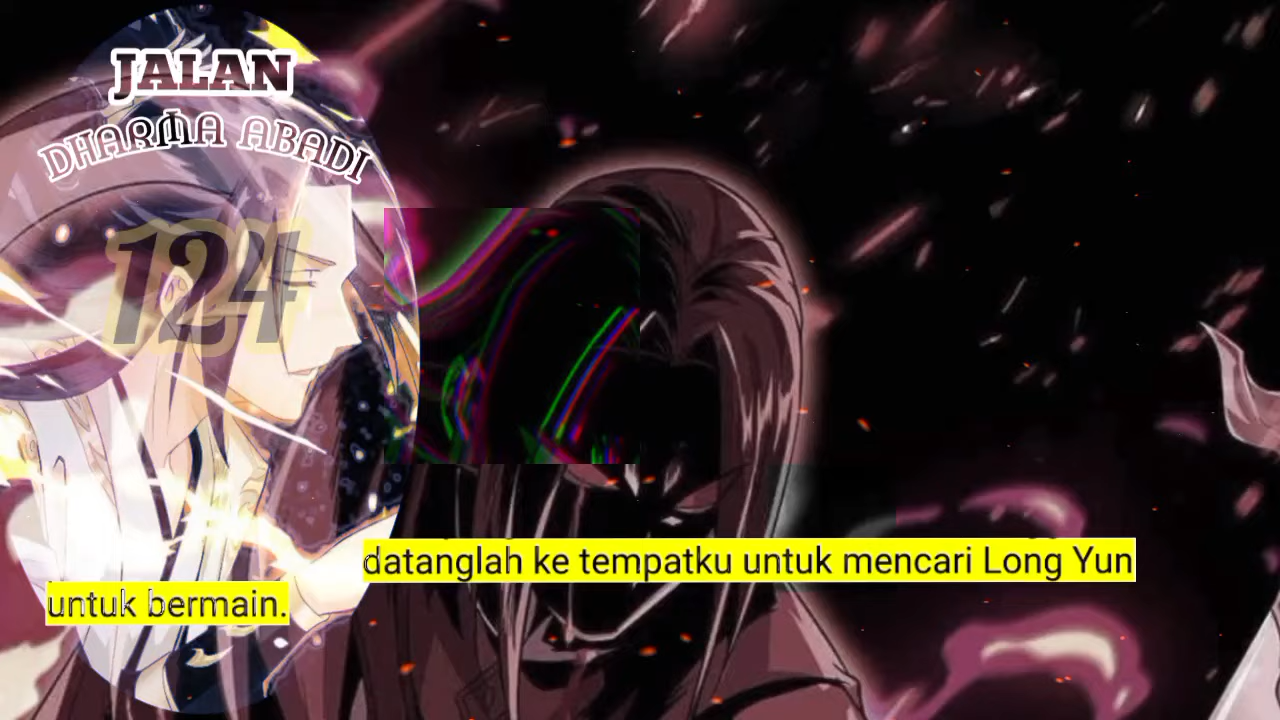 JALAN
DHARMA ABADI
124
datanglah ke tempatku untuk mencari Long Yun
untuk bermain.